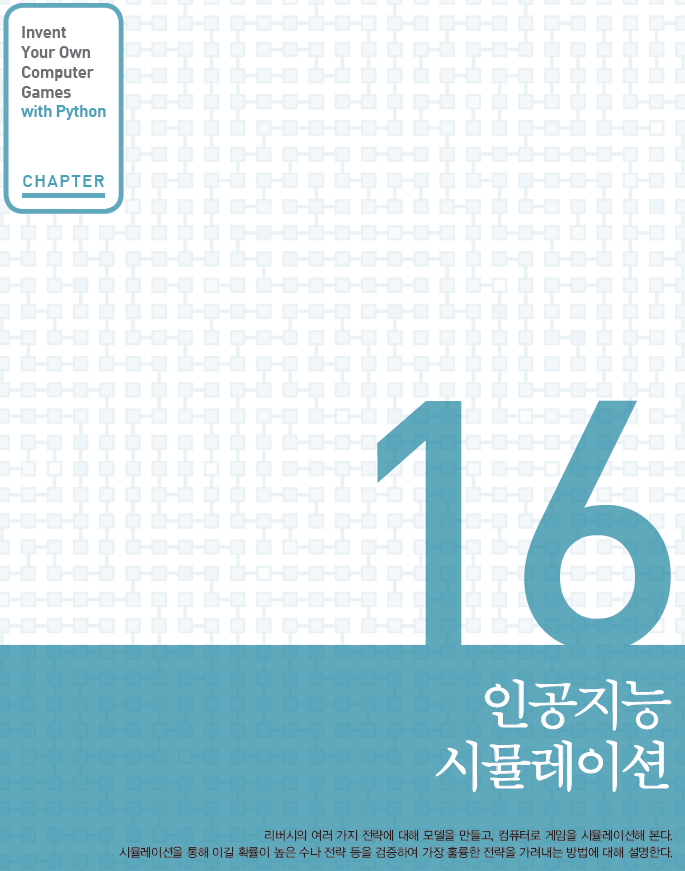 Invent
Your Own
Computer
Games
with Python
CHAPTER
16
인공지능
시뮬레이션
리버시의 여러 가지 전략에 대해 모델을 만들고, 컴퓨터로 게임을 시뮬레이션해 본다.
시뮬레이션을 통해 이길 확률이 높은 수나 전략 등을 검증하여 가장 훌륭한 전략을 가려내는 방법에 대해 설명한다.